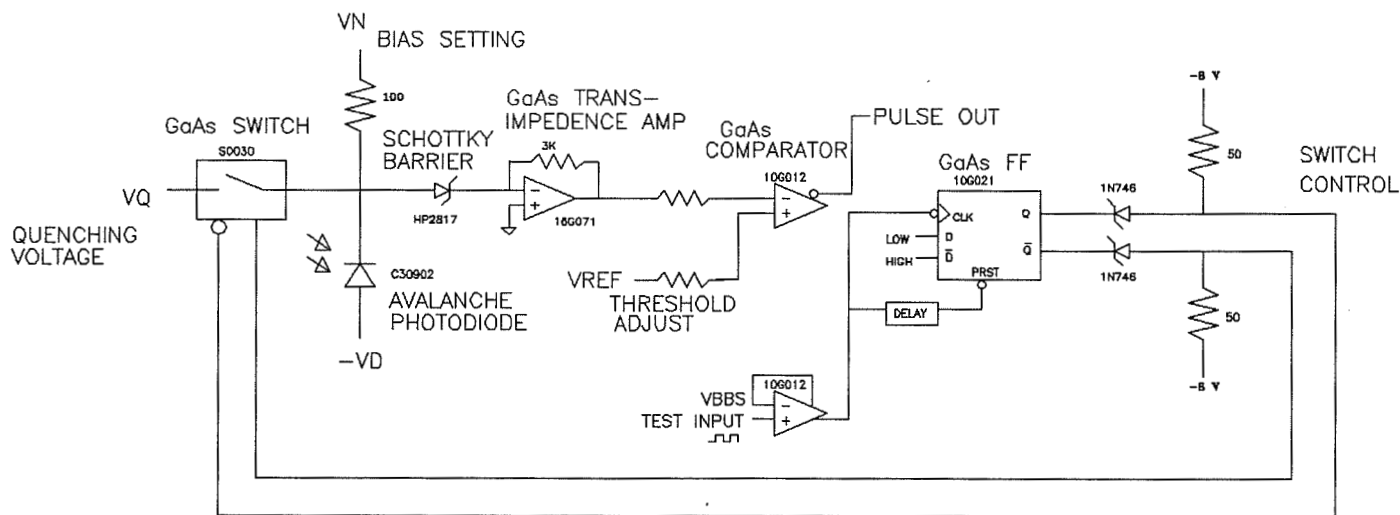 VN
BIAS SETTING
100
GaAs SWITCH
S0030
VQ
QUENCHING
VOLTAGE
SCHOTTKY
BARRIER
HP2817
C30902
AVALANCHE
PHOTODIODE
-VD
GaAs TRANS-
IMPEDENCE AMP
3K
-
+
16G071
GaAs
COMPARATOR
10G012
-
+
PULSE OUT
VREF
THRESHOLD
ADJUST
GaAs FF
10G021
CLK
LOW
D
HIGH
D̅
Q
Q̅
PRST
DELAY
10G012
VBBS
-
TEST INPUT
+
1N746
1N746
-8 V
50
SWITCH
CONTROL
50
-8 V